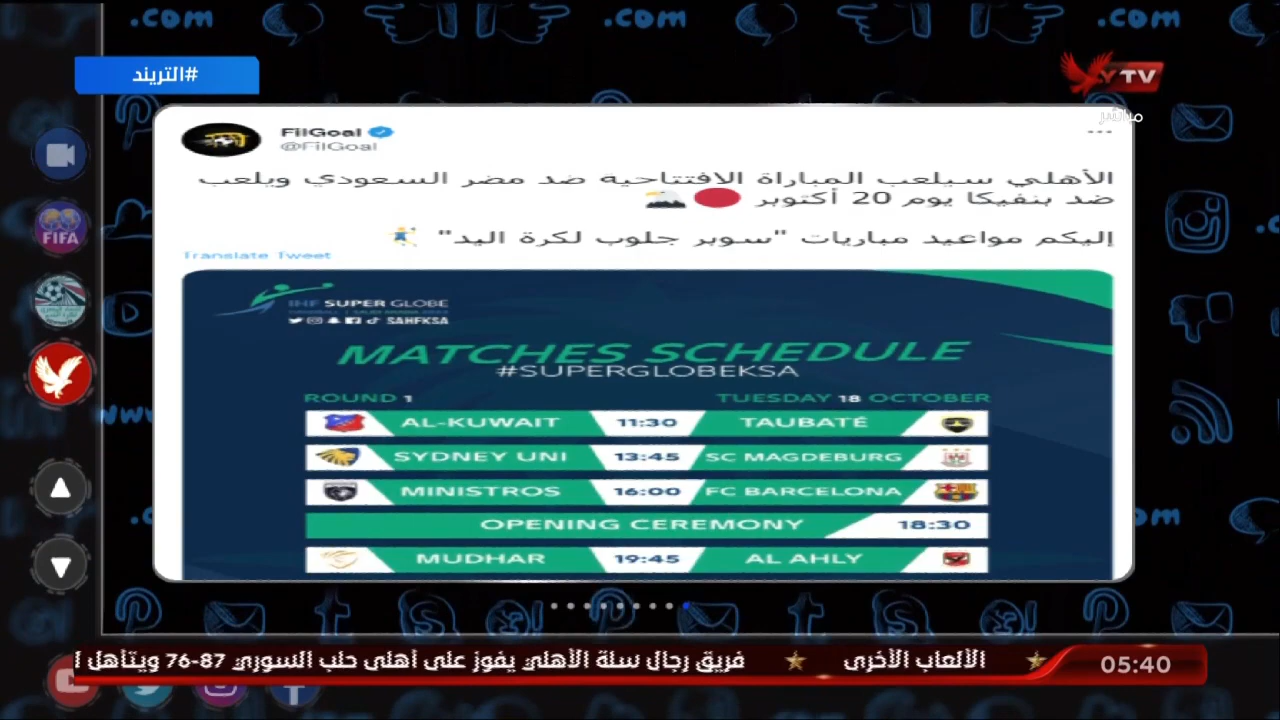 .com
.com
.com
#التريند
YTV
مباشر
FilGoal
@FilGoal
الأهلي سيلعب المباراة الافتتاحية ضد مضر السعودي ويلعب
ضد بنفيكا يوم 20 أكتوبر
إليكم مواعيد مباريات "سوبر جلوب لكرة اليد"
Translate Tweet
FIFA
IHF SUPER GLOBE
SAHFKSA
MATCHES SCHEDULE
#SUPERGLOBEKSA
ROUND 1 TUESDAY 18 OCTOBER
AL-KUWAIT 11:30 TAUBATÉ
SYDNEY UNI 13:45 SC MAGDEBURG
MINISTROS 16:00 FC BARCELONA
OPENING CEREMONY 18:30
MUDHAR 19:45 AL AHLY
الألعاب الأخرى
فريق رجال سلة الأهلي يفوز على أهلي حلب السوري 87-76 ويتأهل
05:40